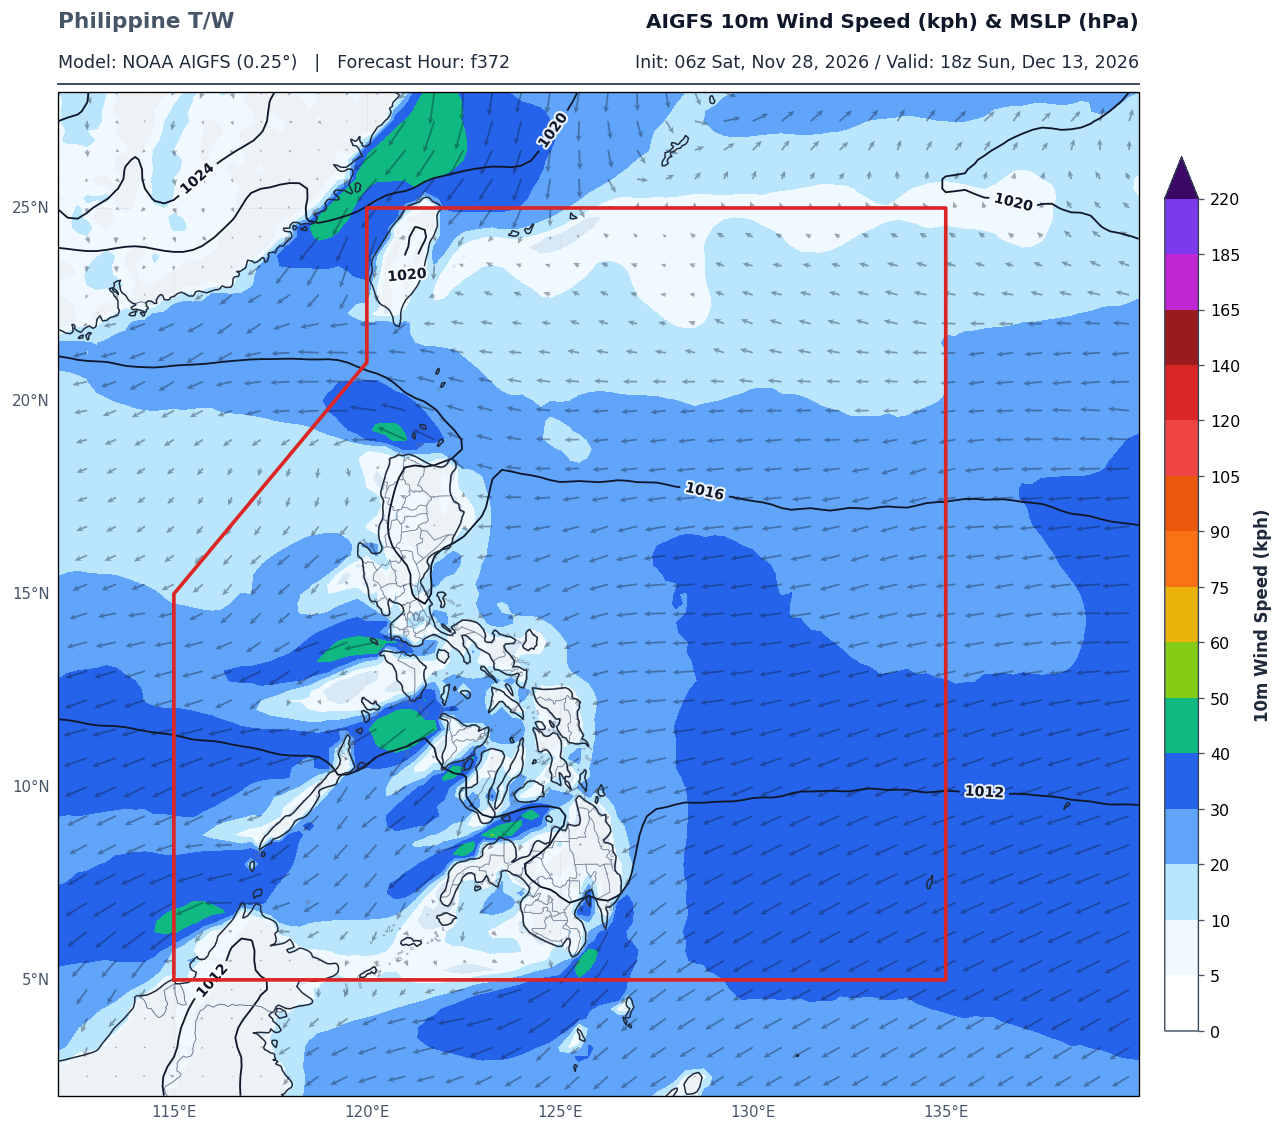 Philippine T/W
AIGFS 10m Wind Speed (kph) & MSLP (hPa)
Model: NOAA AIGFS (0.25°) | Forecast Hour: f372
Init: 06z Sat, Nov 28, 2026 / Valid: 18z Sun, Dec 13, 2026
1020
1024
1020
1020
1016
1012
1012
25°N
20°N
15°N
10°N
5°N
115°E
120°E
125°E
130°E
135°E
220
185
165
140
120
105
90
75
60
50
40
30
20
10
5
0
10m Wind Speed (kph)